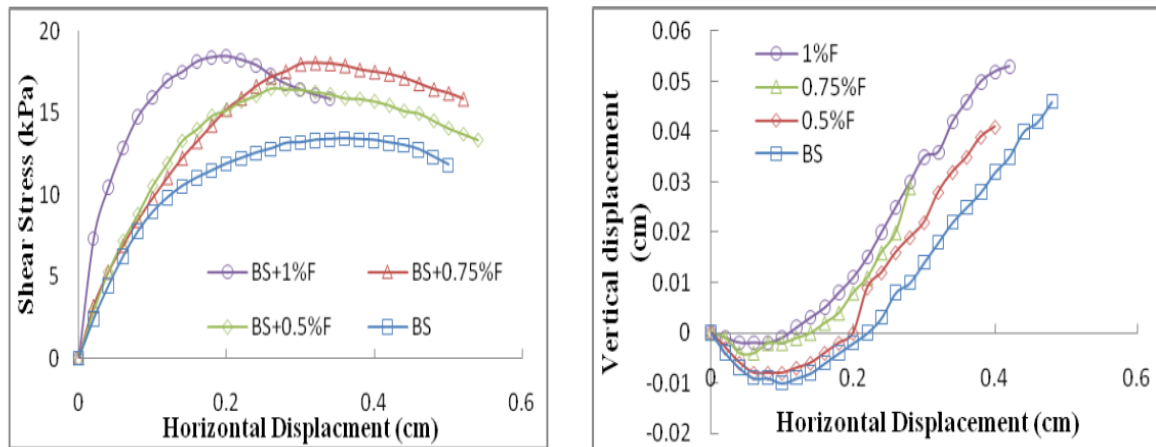 20
15
10
5
0
Shear Stress (kPa)
BS+1%F
BS+0.75%F
BS+0.5%F
BS
0
0.2
0.4
0.6
Horizontal Displacment (cm)
0.06
0.05
0.04
0.03
0.02
0.01
0
-0.01
-0.02
Vertical displacement
(cm)
1%F
0.75%F
0.5%F
BS
0
0.2
0.4
0.6
Horizontal Displacement (cm)